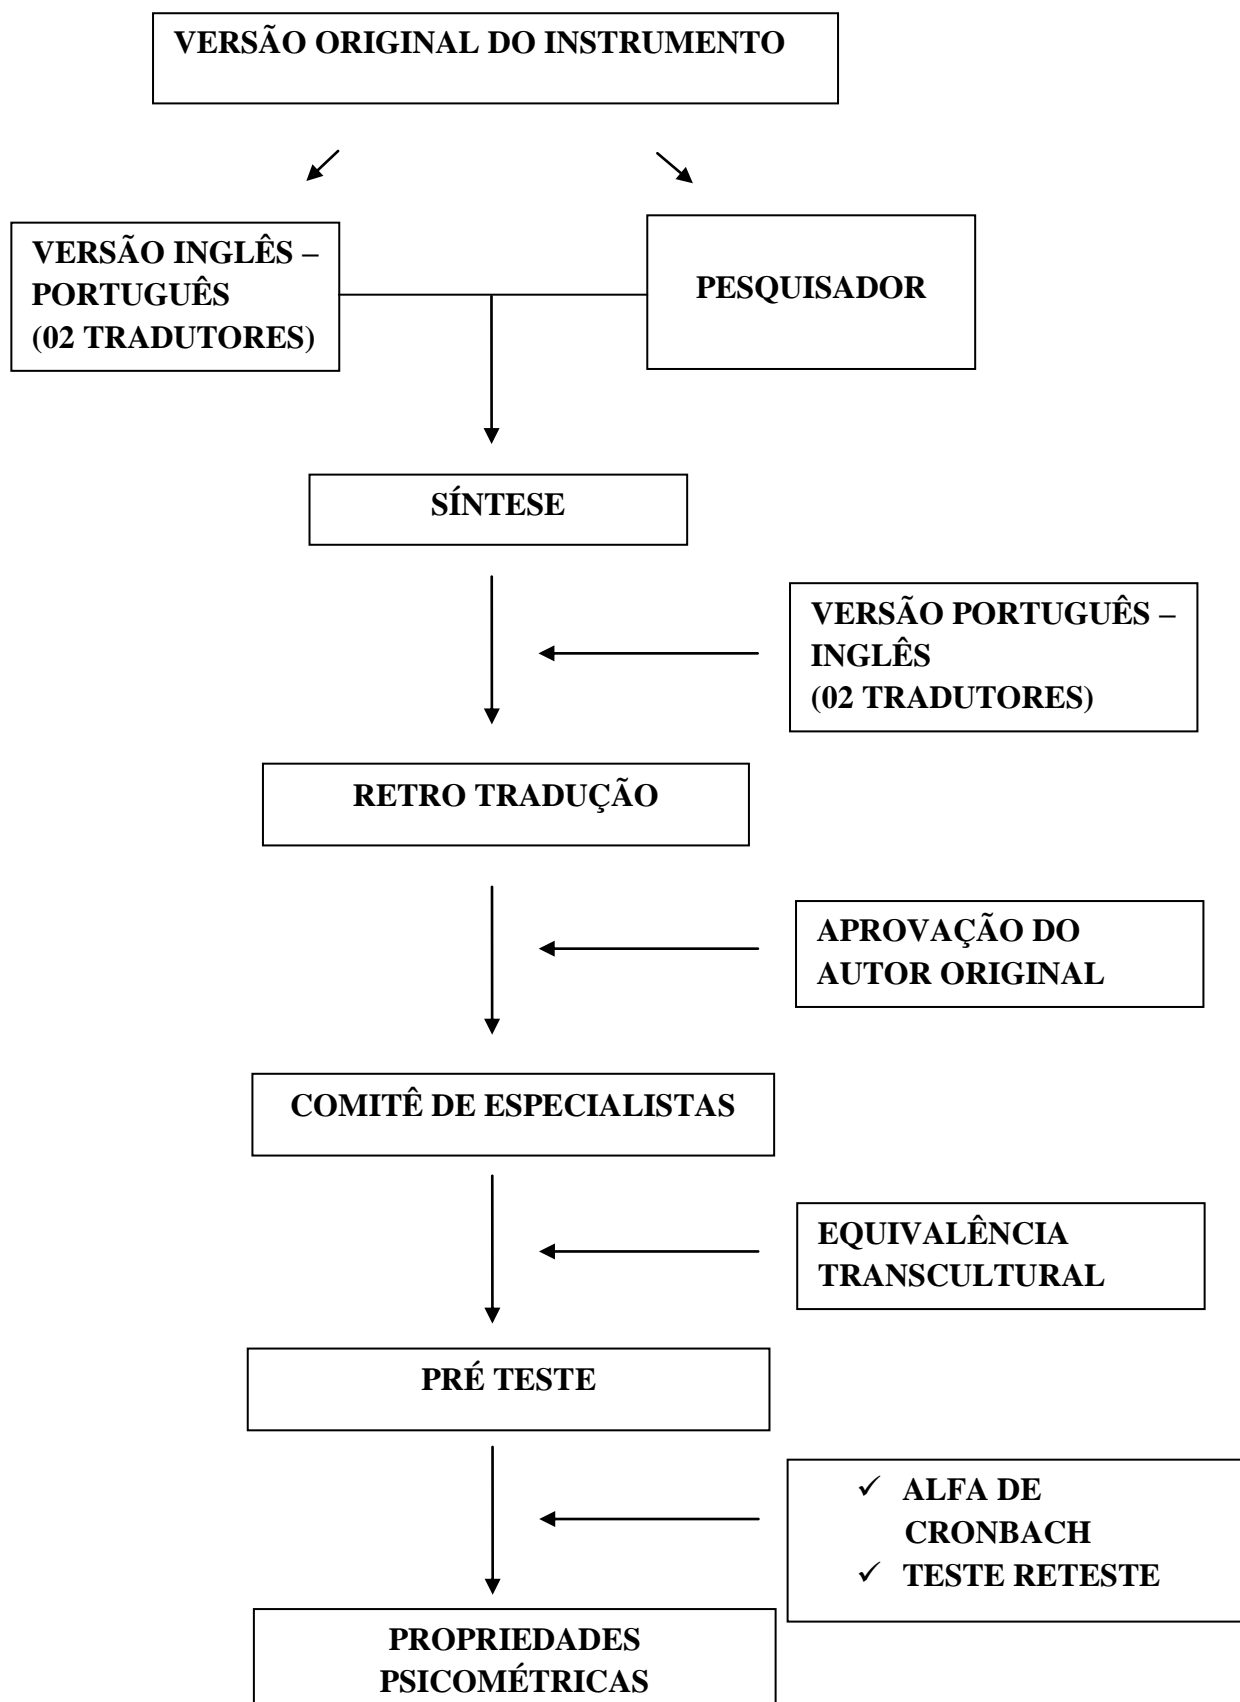 VERSÃO ORIGINAL DO INSTRUMENTO
VERSÃO INGLÊS –
PORTUGUÊS
(02 TRADUTORES)
PESQUISADOR
SÍNTESE
VERSÃO PORTUGUÊS –
INGLÊS
(02 TRADUTORES)
RETRO TRADUÇÃO
APROVAÇÃO DO
AUTOR ORIGINAL
COMITÊ DE ESPECIALISTAS
EQUIVALÊNCIA
TRANSCULTURAL
PRÉ TESTE
✓ ALFA DE
CRONBACH
✓ TESTE RETESTE
PROPRIEDADES
PSICOMÉTRICAS